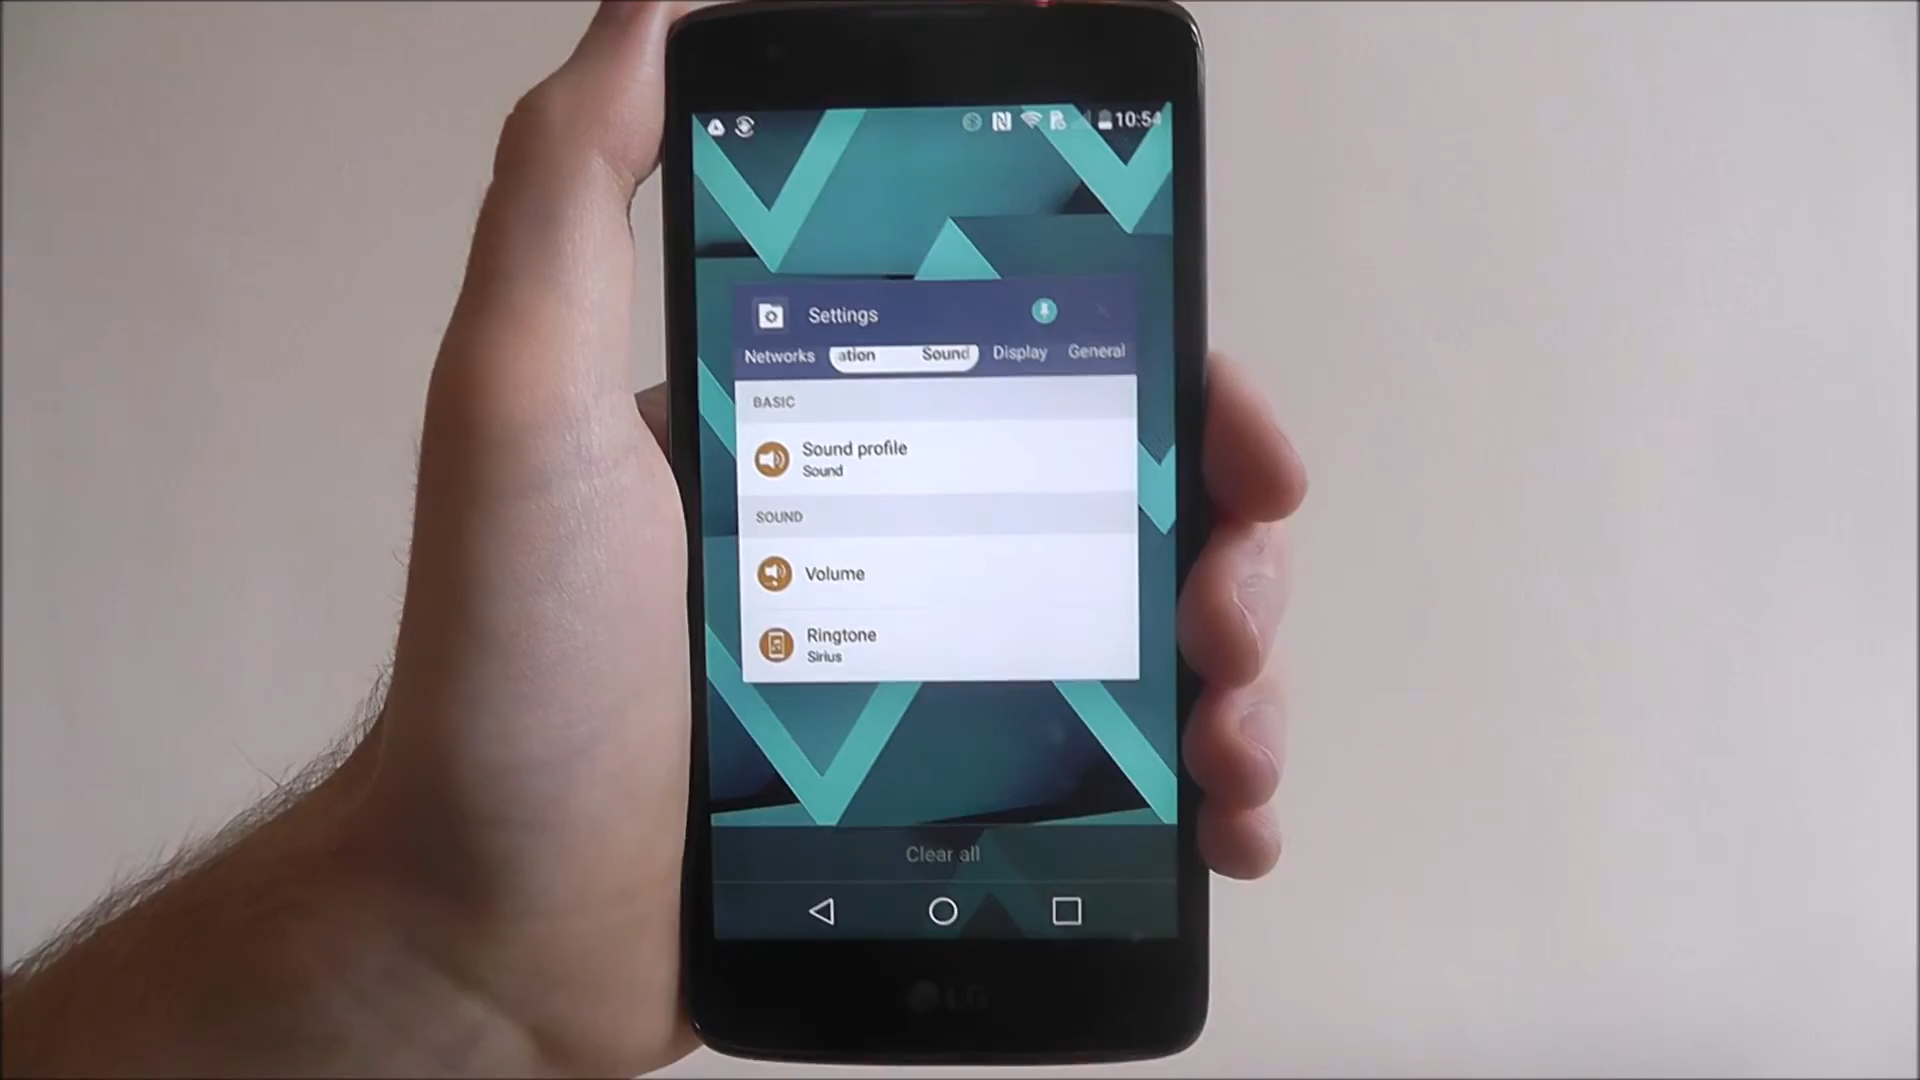 10:54
Settings
Networks ation Sound Display General
BASIC
Sound profile
Sound
SOUND
Volume
Ringtone
Sirius
Clear all
LG